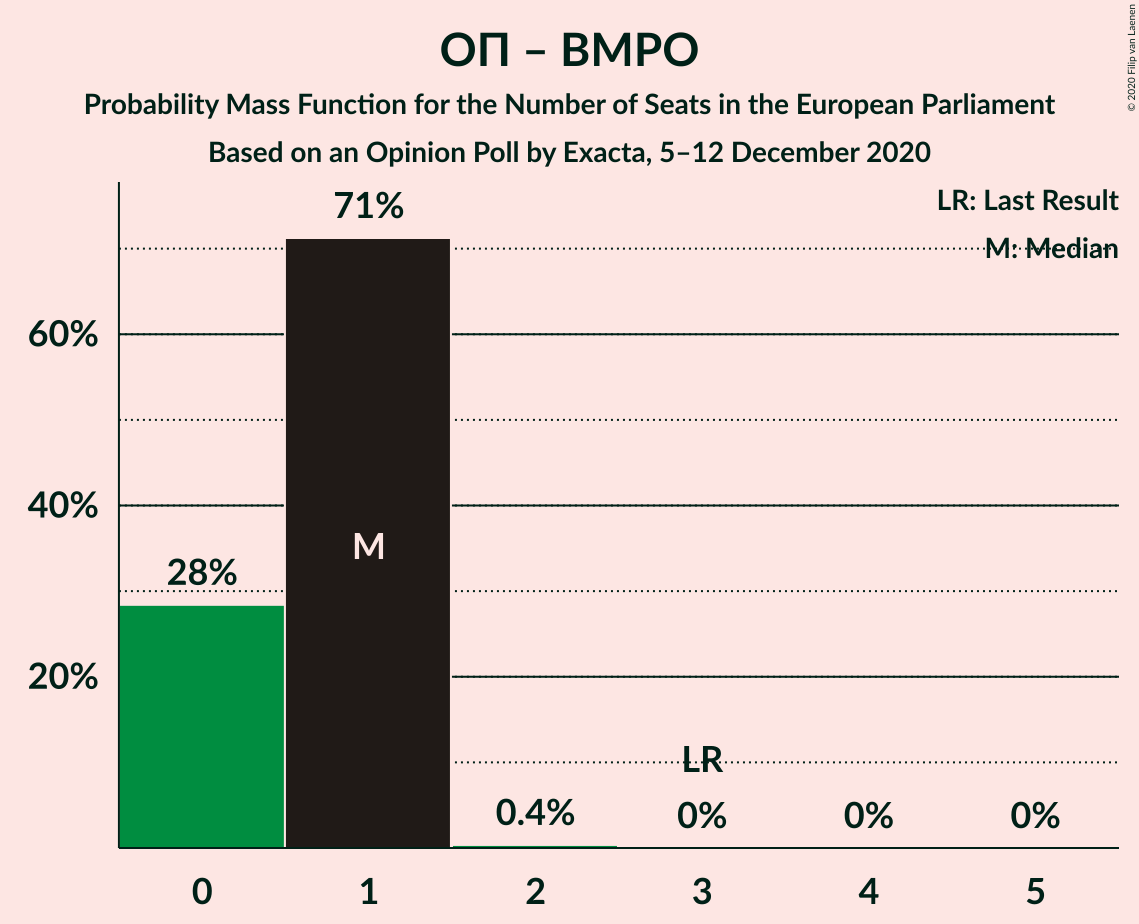 ОП – ВМРО
Probability Mass Function for the Number of Seats in the European Parliament
Based on an Opinion Poll by Exacta, 5–12 December 2020
© 2020 Filip van Laenen
LR: Last Result
M: Median
71%
60%
40%
M
28%
20%
LR
0.4%
0%
0%
0%
0
1
2
3
4
5